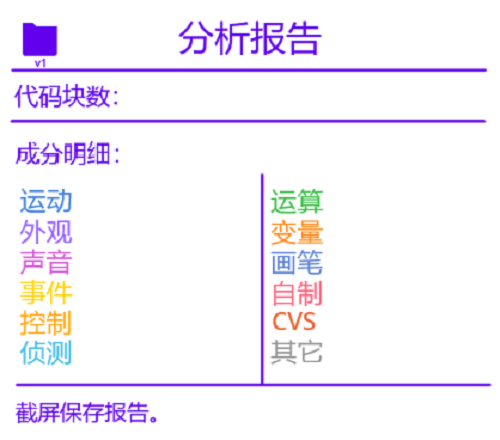 v1
分析报告
代码块数：
成分明细：
运动
外观
声音
事件
控制
侦测
运算
变量
画笔
自制
CVS
其它
截屏保存报告。